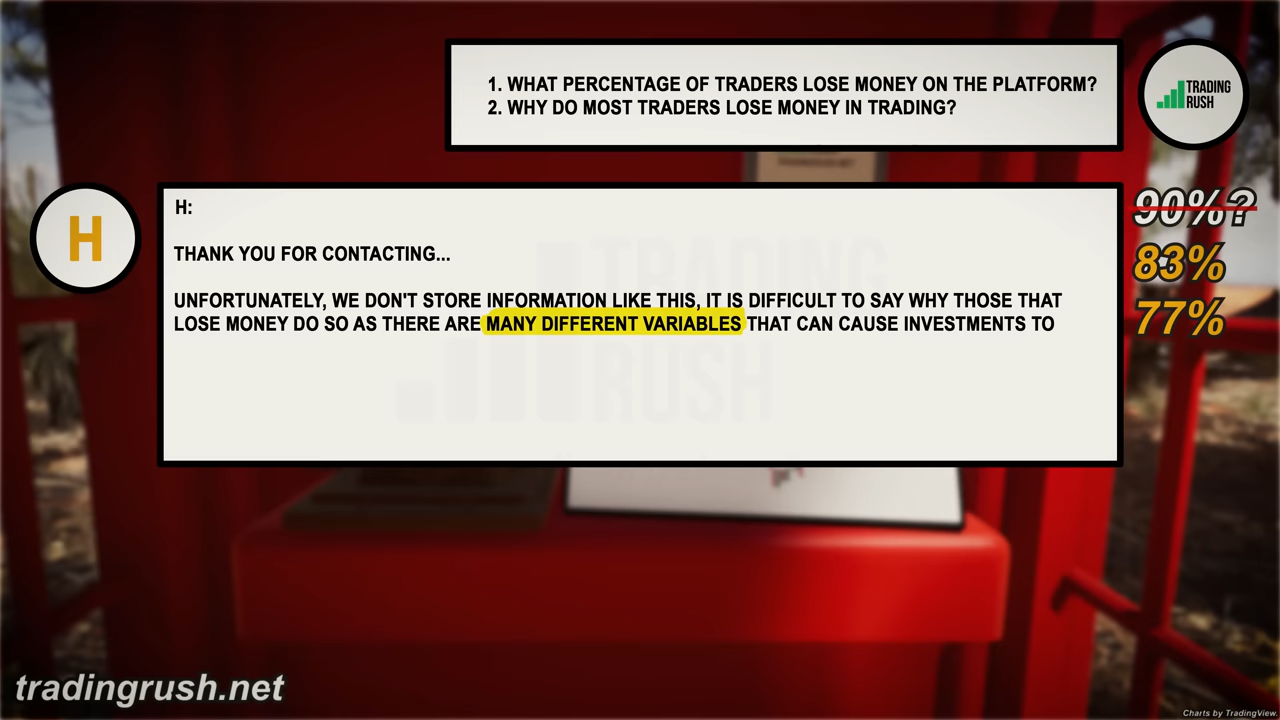 1. WHAT PERCENTAGE OF TRADERS LOSE MONEY ON THE PLATFORM?
2. WHY DO MOST TRADERS LOSE MONEY IN TRADING?
TRADING
RUSH
H
H:
THANK YOU FOR CONTACTING...
UNFORTUNATELY, WE DON'T STORE INFORMATION LIKE THIS, IT IS DIFFICULT TO SAY WHY THOSE THAT
LOSE MONEY DO SO AS THERE ARE MANY DIFFERENT VARIABLES THAT CAN CAUSE INVESTMENTS TO
TRADING
RUSH
90%?
83%
77%
tradingrush.net
Charts by TradingView.